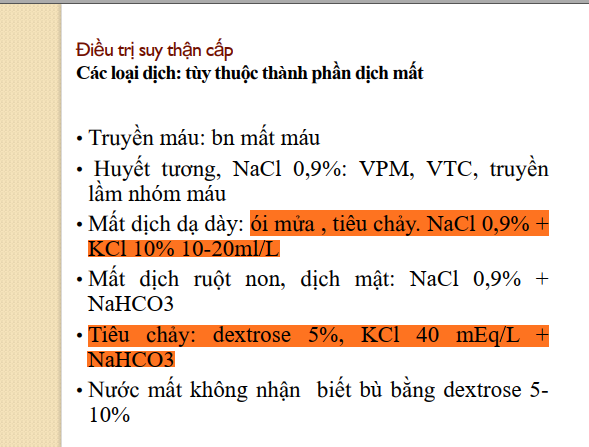 Điều trị suy thận cấp
Các loại dịch: tùy thuộc thành phần dịch mất
• Truyền máu: bn mất máu
• Huyết tương, NaCl 0,9%: VPM, VTC, truyền
lầm nhóm máu
• Mất dịch dạ dày: ói mửa , tiêu chảy. NaCl 0,9% +
KCl 10% 10-20ml/L
• Mất dịch ruột non, dịch mật: NaCl 0,9% +
NaHCO3
• Tiêu chảy: dextrose 5%, KCl 40 mEq/L +
NaHCO3
• Nước mất không nhận biết bù bằng dextrose 5-
10%